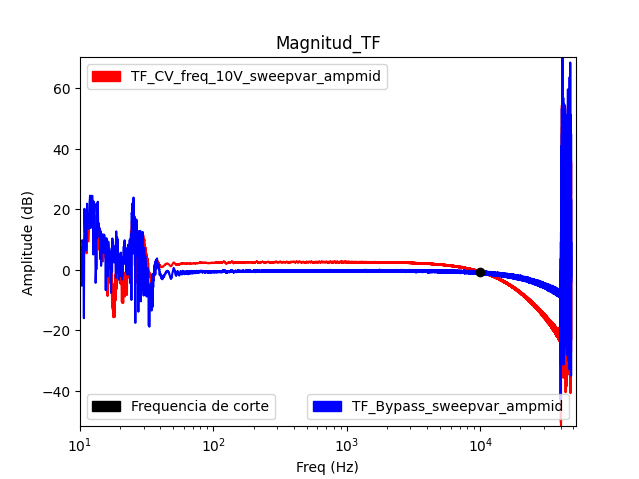 Magnitud_TF
TF_CV_freq_10V_sweepvar_ampmid
Amplitude (dB)
60
40
20
0
−20
−40
Frequencia de corte
TF_Bypass_sweepvar_ampmid
10¹ 10² 10³ 10⁴
Freq (Hz)